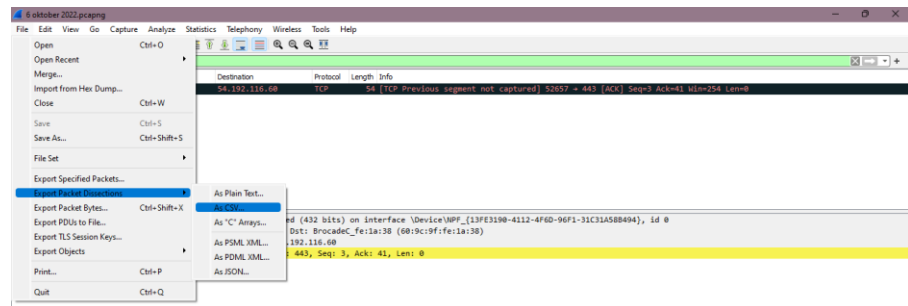 6 oktober 2022.pcapng
File Edit View Go Capture Analyze Statistics Telephony Wireless Tools Help
Open Ctrl+O
Open Recent
Merge...
Import from Hex Dump...
Close Ctrl+W
Save Ctrl+S
Save As... Ctrl+Shift+S
File Set
Export Specified Packets...
Export Packet Dissections
Export Packet Bytes... Ctrl+Shift+X
Export PDUs to File...
Export TLS Session Keys...
Export Objects
Print... Ctrl+P
Quit Ctrl+Q
As Plain Text...
As CSV...
As "C" Arrays...
As PSML XML...
As PDML XML...
As JSON...
Destination Protocol Length Info
54.192.116.60 TCP 54 [TCP Previous segment not captured] 52657 → 443 [ACK] Seq=3 Ack=41 Win=254 Len=0
ed (432 bits) on interface \Device\NPF_{13FE3190-4112-4F6D-96F1-31C31A58B494}, id 0
Dst: BrocadeC_fe:1a:38 (60:9c:9f:fe:1a:38)
.192.116.60
: 443, Seq: 3, Ack: 41, Len: 0